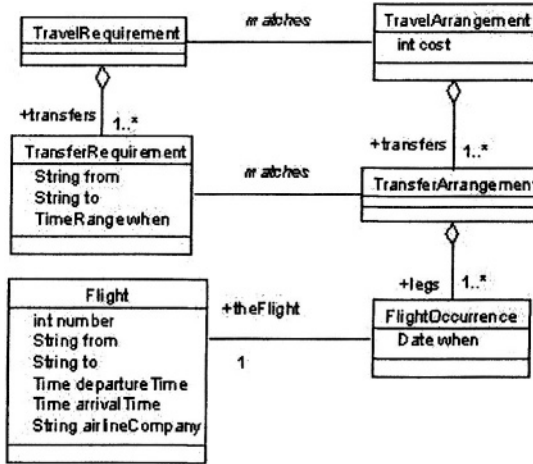 matches
TravelRequirement
TravelArrangement
int cost
+transfers
1..*
+transfers
1..*
TransferRequirement
String from
String to
TimeRange when
matches
TransferArrangement
+legs
1..*
Flight
int number
String from
String to
Time departureTime
Time arrivalTime
String airlineCompany
+theFlight
1
FlightOccurrence
Date when